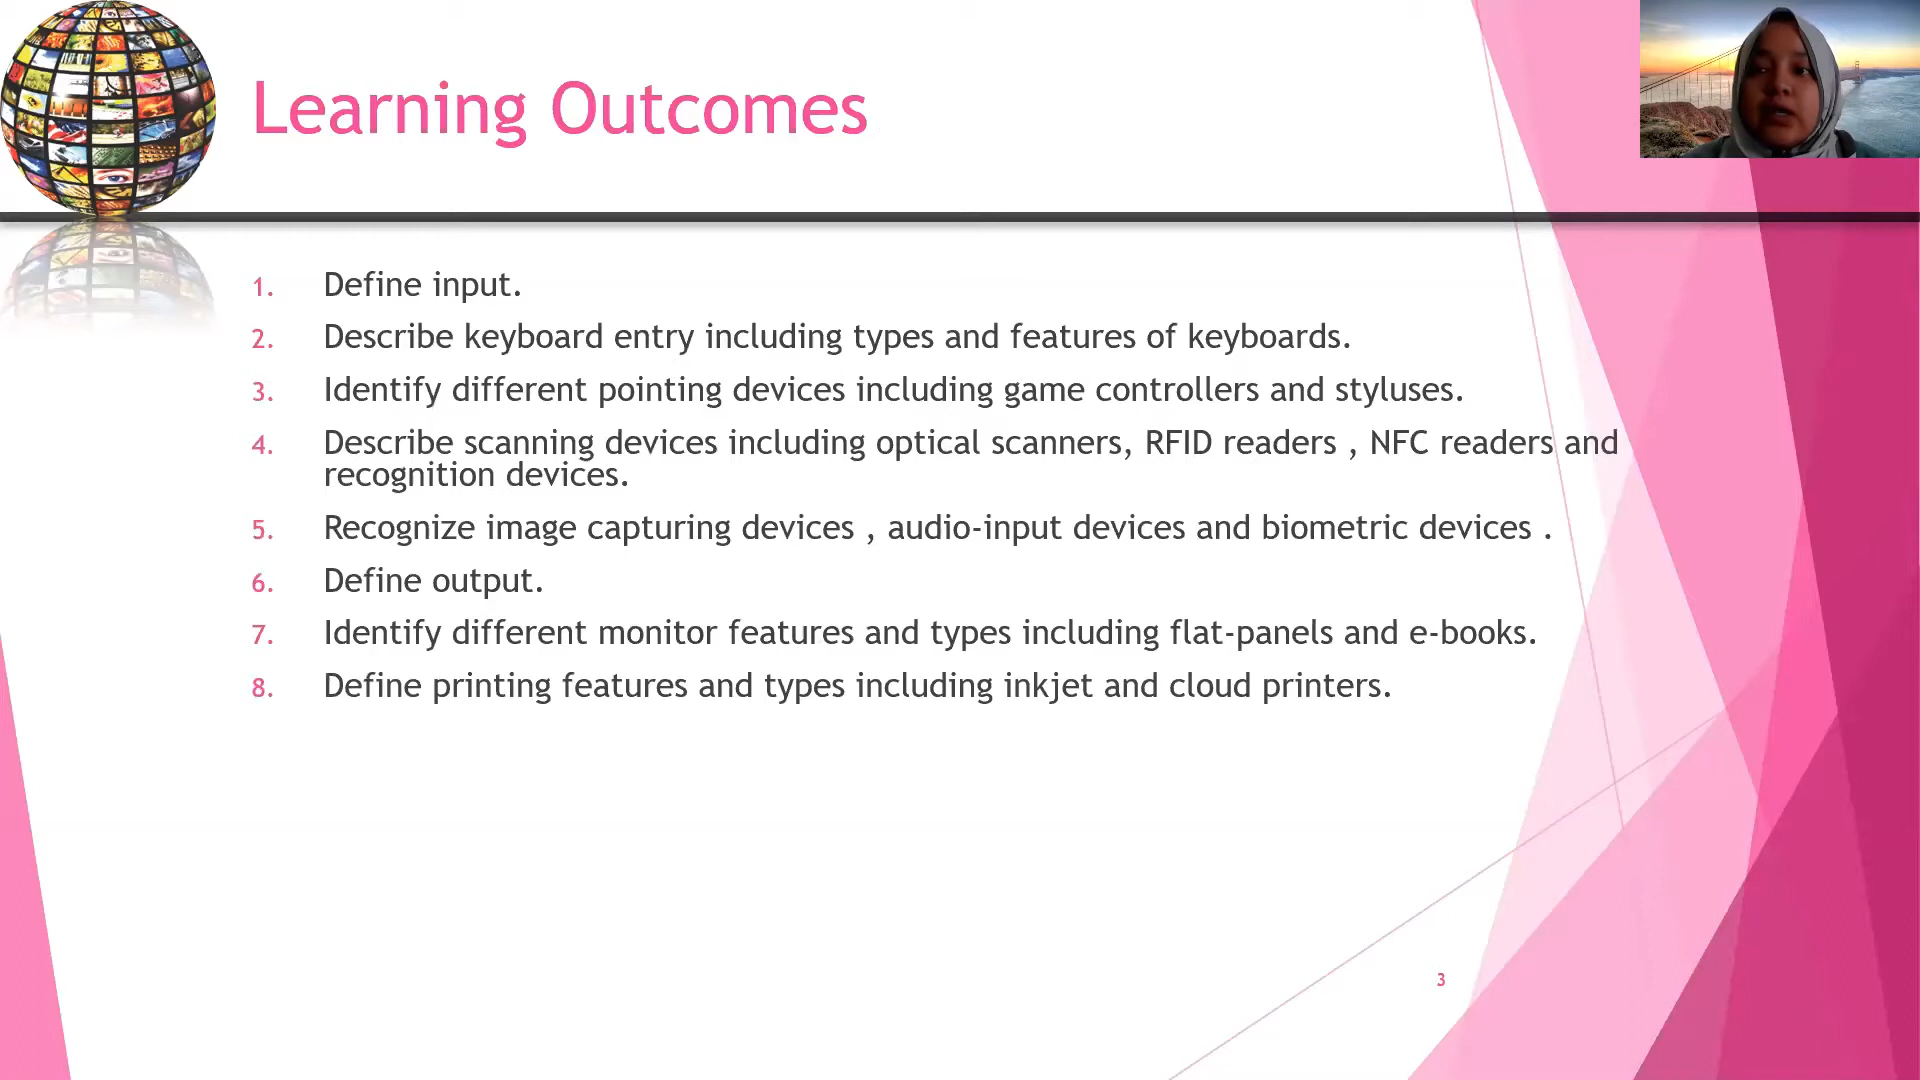 Learning Outcomes
1. Define input.
2. Describe keyboard entry including types and features of keyboards.
3. Identify different pointing devices including game controllers and styluses.
4. Describe scanning devices including optical scanners, RFID readers , NFC readers and
recognition devices.
5. Recognize image capturing devices , audio-input devices and biometric devices .
6. Define output.
7. Identify different monitor features and types including flat-panels and e-books.
8. Define printing features and types including inkjet and cloud printers.
3